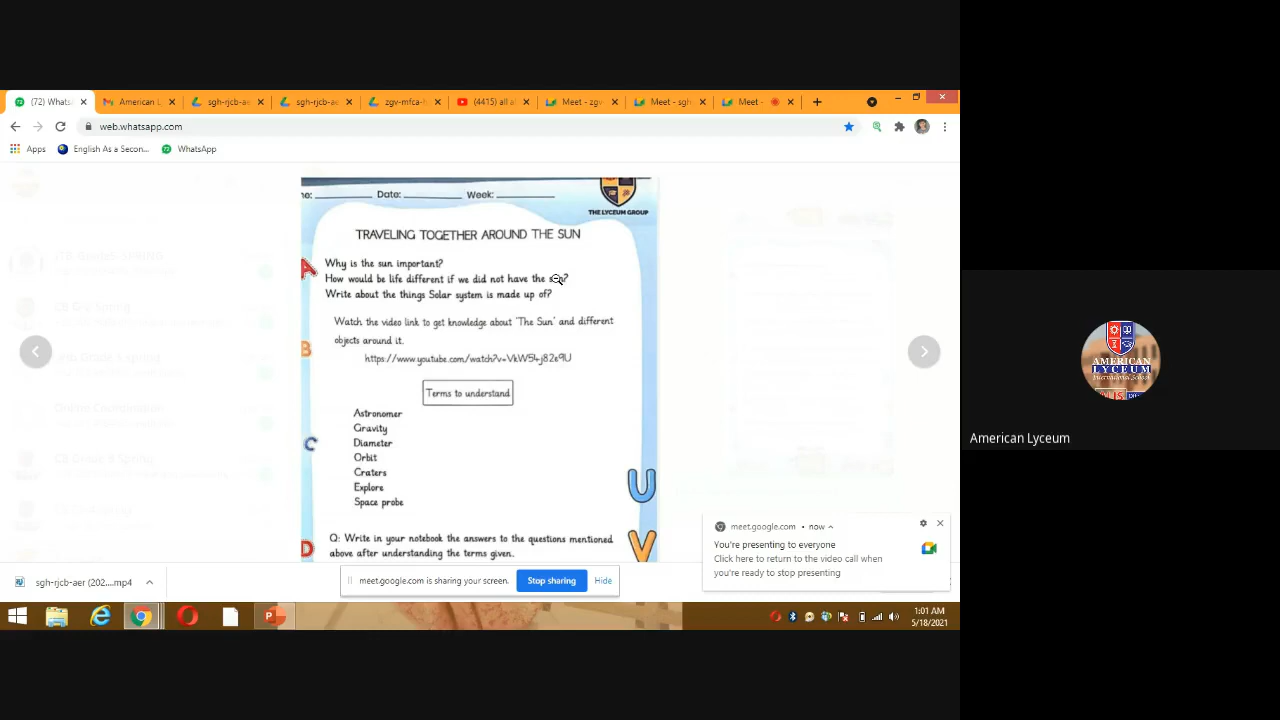 (72) Whats
American L
sgh-rjcb-ae
sgh-rjcb-ae
zgv-mfca-
(4415) all a
Meet - zgv
Meet - sgh
Meet -
web.whatsapp.com
Apps
English As a Secon...
WhatsApp
ne: Date: Week:
THE LYCEUM GROUP
TRAVELING TOGETHER AROUND THE SUN
A
Why is the sun important?
How would be life different if we did not have the sun?
Write about the things Solar system is made up of?
Watch the video link to get knowledge about 'The Sun' and different
objects around it.
B
https://www.youtube.com/watch?v=VkW54j82e9U
Terms to understand
Astronomer
Gravity
Diameter
C
Orbit
Craters
Explore
Space probe
U
Q: Write in your notebook the answers to the questions mentioned
above after understanding the terms given.
D
V
meet.google.com • now
You're presenting to everyone
Click here to return to the video call when
you're ready to stop presenting
sgh-rjcb-aer (202....mp4
meet.google.com is sharing your screen.
Stop sharing
Hide
1:01 AM
5/18/2021
AMERICAN
LYCEUM
International School
American Lyceum